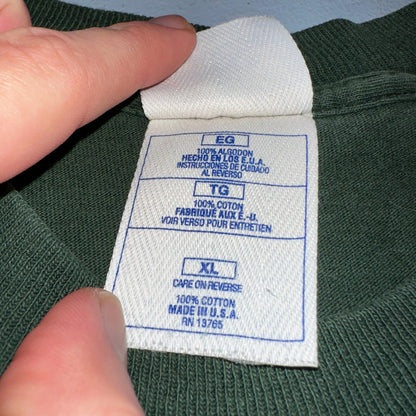 EG
100% ALGODON
HECHO EN LOS E.U.A.
INSTRUCCIONES DE CUIDADO
AL REVERSO
TG
100% COTON
FABRIQUÉ AUX E.-U.
VOIR VERSO POUR ENTRETIEN
XL
CARE ON REVERSE
100% COTTON
MADE IN U.S.A.
RN 13765